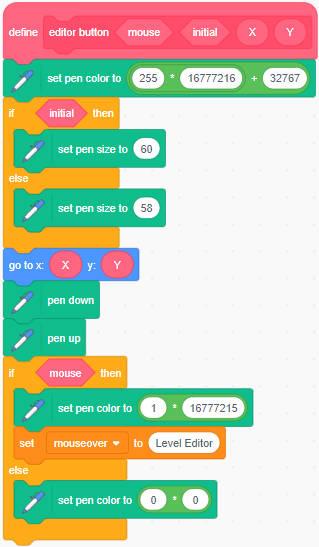 define editor button mouse initial X Y
set pen color to 255 * 16777216 + 32767
if initial then
set pen size to 60
else
set pen size to 58
go to x: X y: Y
pen down
pen up
if mouse then
set pen color to 1 * 16777215
set mouseover to Level Editor
else
set pen color to 0 * 0